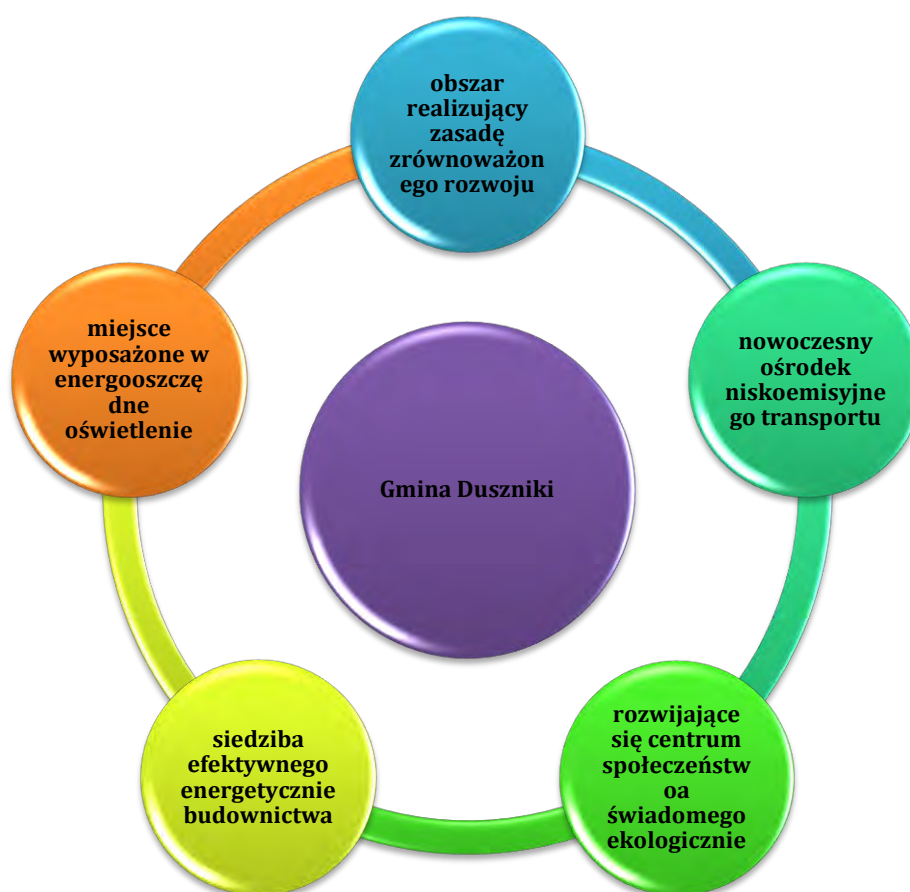 obszar
realizujący
zasadę
zrównoważon
ego rozwoju
nowoczesny
ośrodek
niskoemisyjne
go transportu
rozwijające
się centrum
społeczeństw
oa
świadomego
ekologicznie
siedziba
efektywnego
energetycznie
budownictwa
miejsce
wyposażone w
energooszczę
dne
oświetlenie
Gmina Duszniki